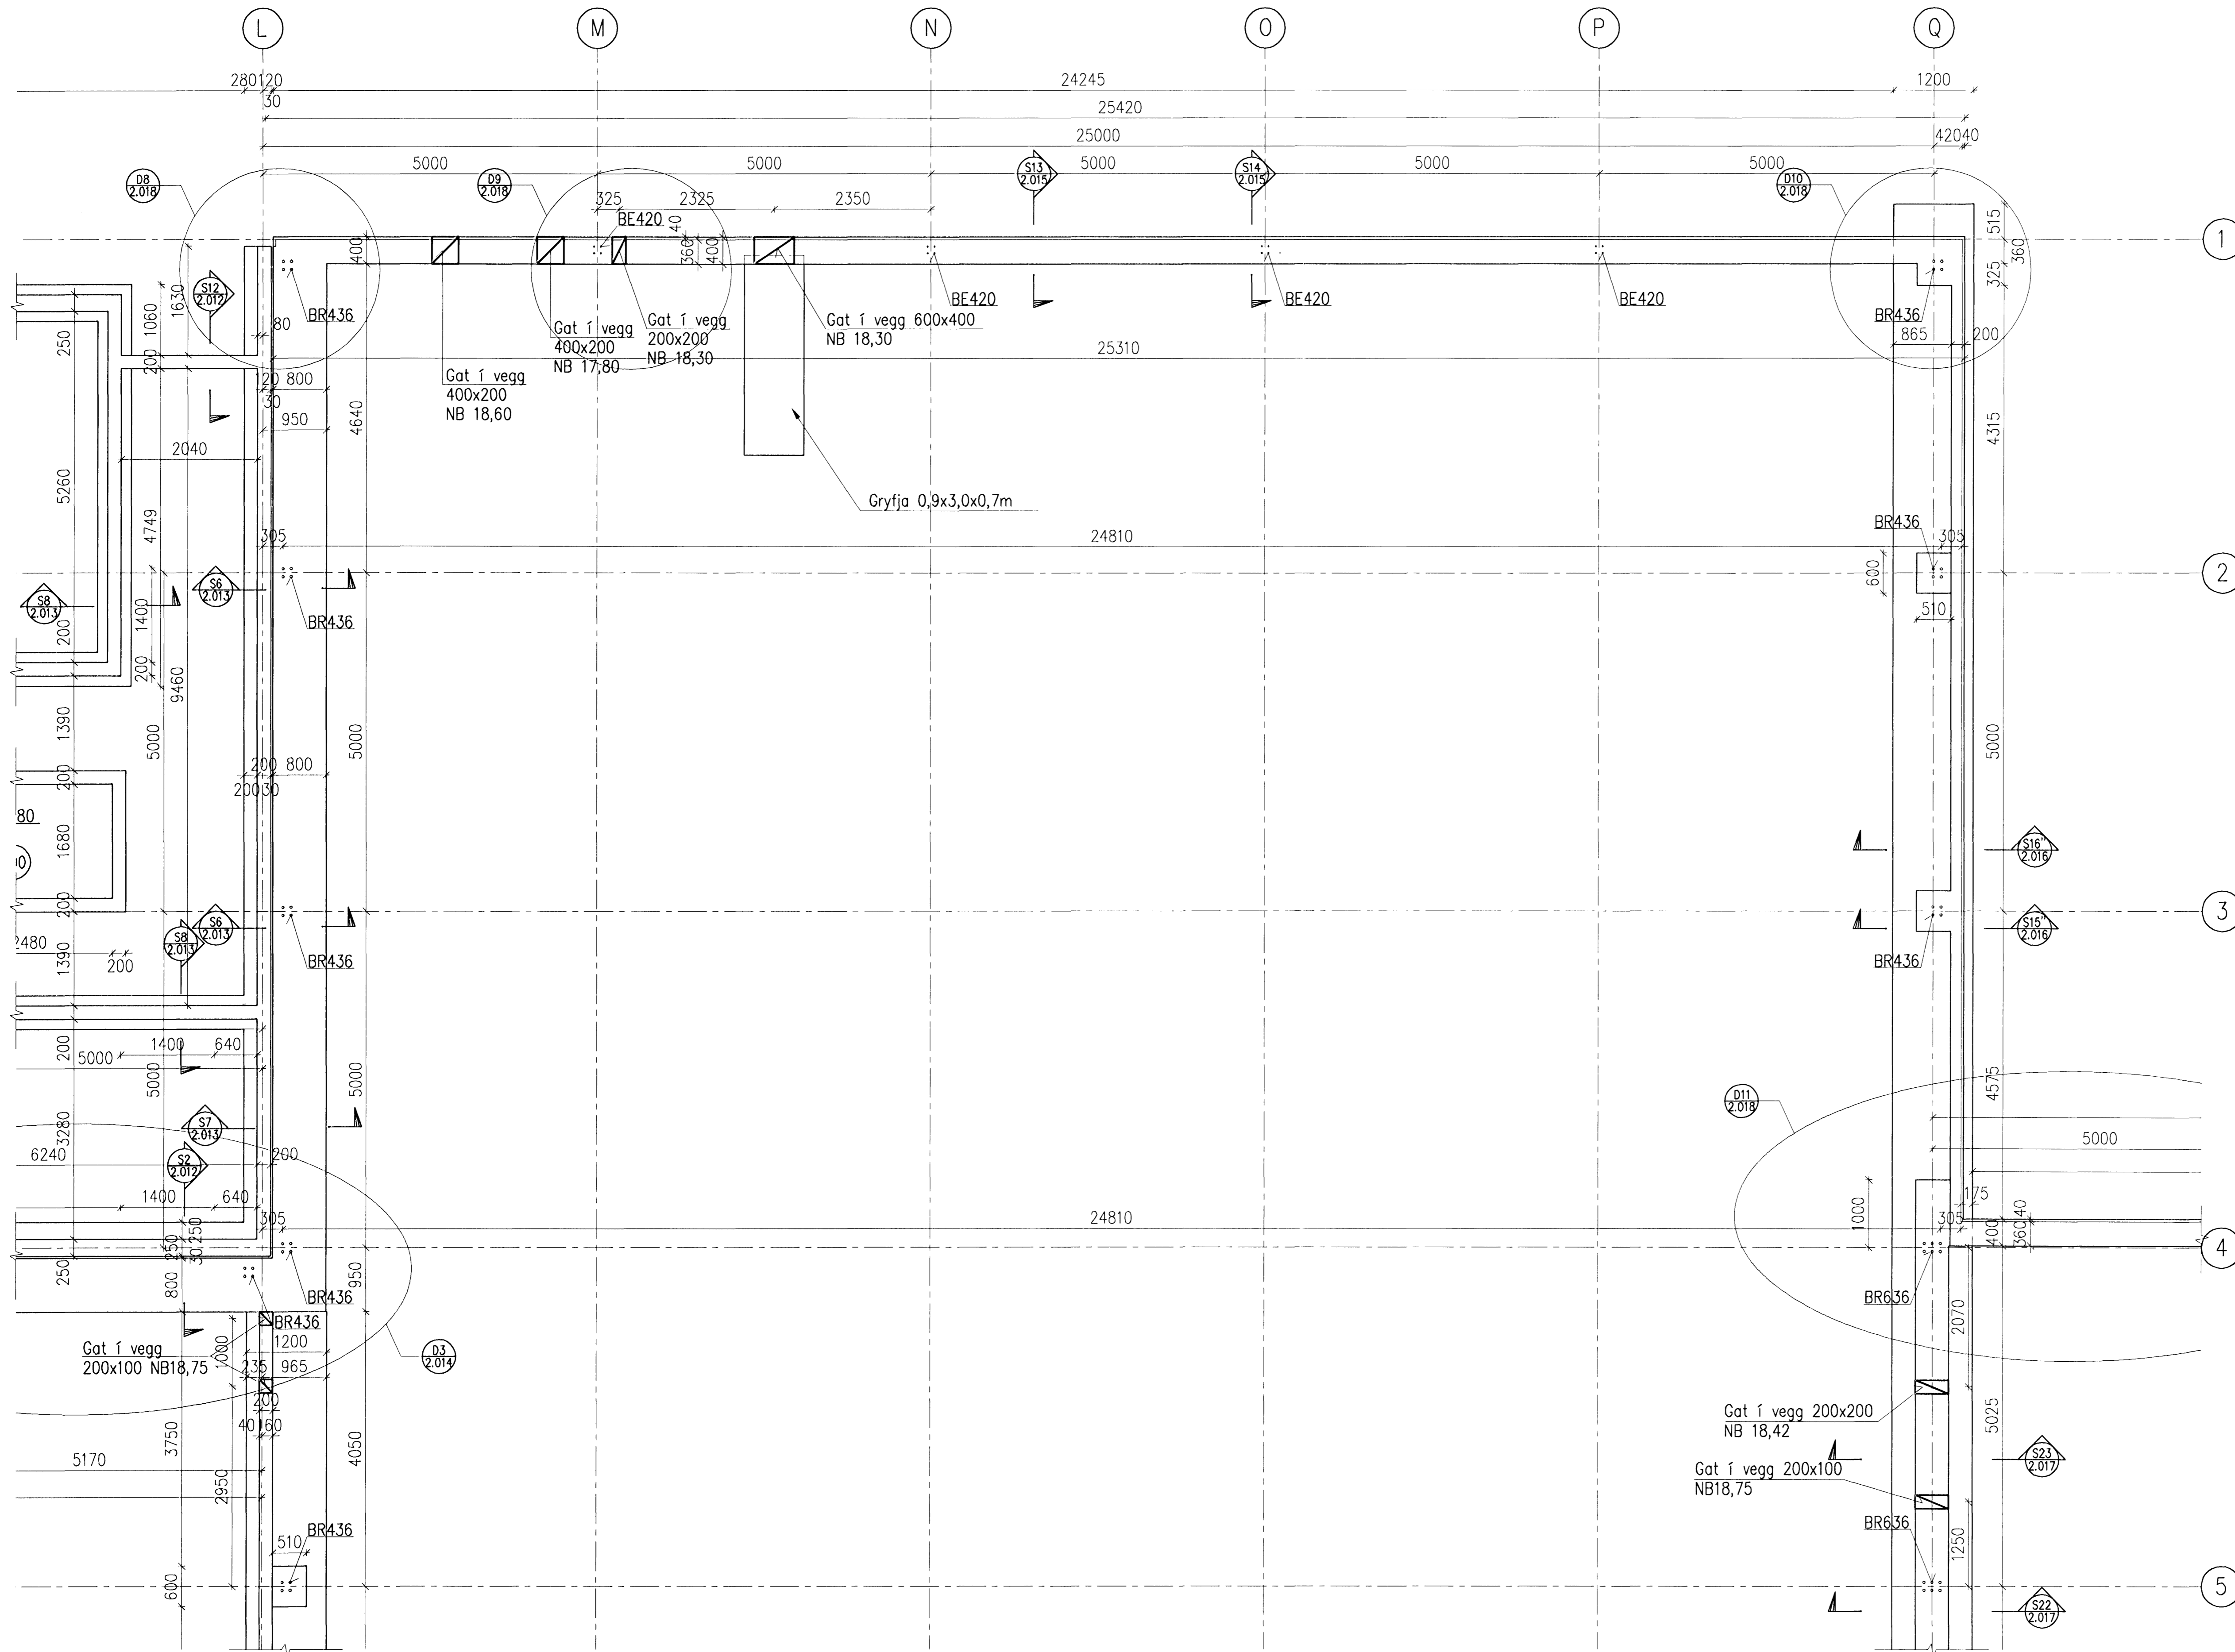 L
M
N
O
P
Q
280120
24245
1200
30
25420
25000
42040
5000
5000
5000
5000
5000
D8
2.018
D9
2.018
S13
2.015
S14
2.015
D10
2.018
325
2325
2350
BE420
40
400
360
400
515
360
325
1
S12
2.012
1630
1060
250
200
80
BR436
BE420
BE420
BE420
BR436
Gat í vegg
400x200
NB 17,80
Gat í vegg
200x200
NB 18,30
Gat í vegg 600x400
NB 18,30
865
200
25310
20 800
30
950
Gat í vegg
400x200
NB 18,60
4640
4315
2040
5260
4749
Gryfja 0,9x3,0x0,7m
305
24810
BR436
305
S8
2.013
S6
2.013
1400
200
200
BR436
600
510
2
9460
1390
5000
5000
5000
200
200 800
20030
80
1680
200
S6
2.013
S8
2.013
2480
200
1390
BR436
S16"
2.016
S15"
2.016
BR436
3
200
1400
640
5000
5000
5000
4575
D11
2.018
S7
2.013
3280
S2
2.012
6240
200
1400
640
5000
175
305
24810
305
1000
400
36040
250
30 250
250
800
950
4
BR436
BR436
BR636
2070
Gat í vegg
200x100 NB18,75
1000
1200
235
965
200
40160
D3
2.014
3750
5170
2950
4050
Gat í vegg 200x200
NB 18,42
5025
S23
2.017
Gat í vegg 200x100
NB18,75
510
BR436
BR636
1250
600
5
S22
2.017